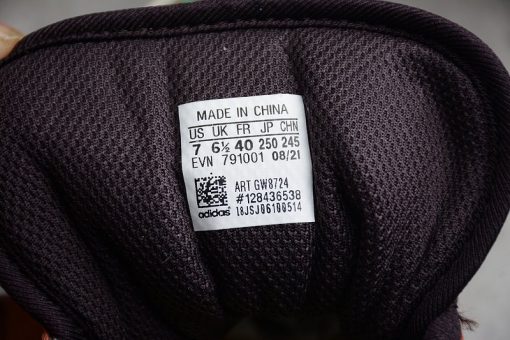 MADE IN CHINA
US UK FR JP CHN
7 6½ 40 250 245
EVN 791001 08/21
ART GW8724
#128436538
adidas 18JSJ06100514